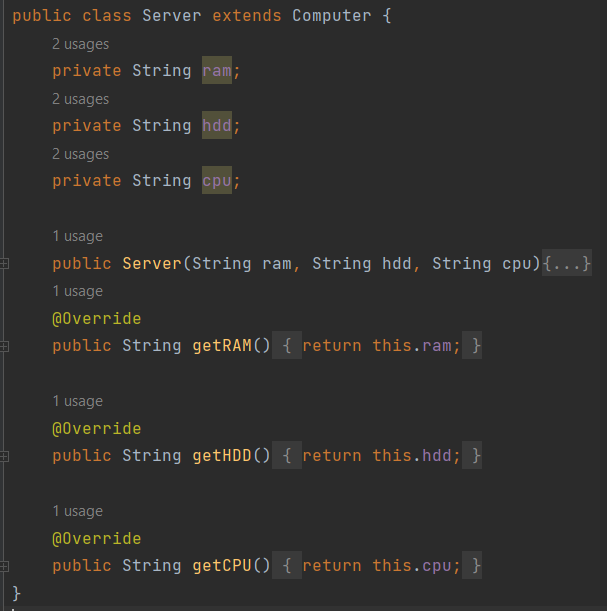 public class Server extends Computer {
2 usages
private String ram;
2 usages
private String hdd;
2 usages
private String cpu;
1 usage
public Server(String ram, String hdd, String cpu){...}
1 usage
@Override
public String getRAM() { return this.ram; }
1 usage
@Override
public String getHDD() { return this.hdd; }
1 usage
@Override
public String getCPU() { return this.cpu; }
}